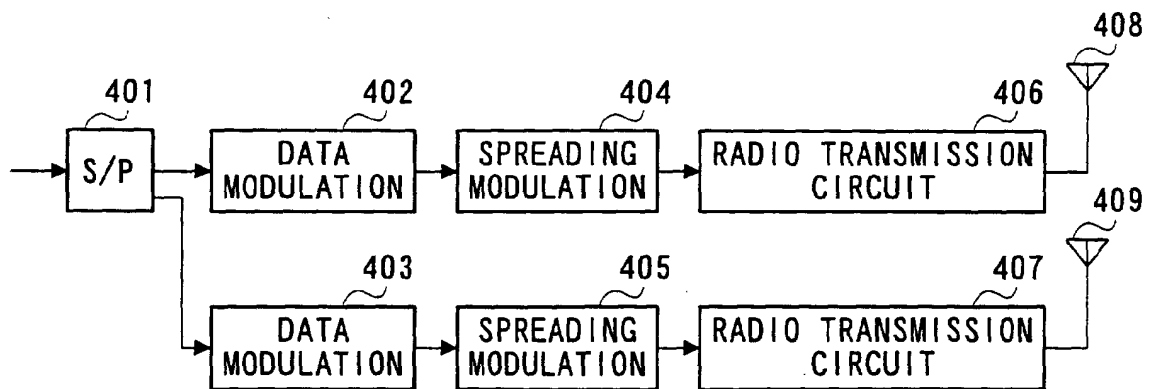 408
401
402
404
406
S/P
DATA
MODULATION
SPREADING
MODULATION
RADIO TRANSMISSION
CIRCUIT
409
403
405
407
DATA
MODULATION
SPREADING
MODULATION
RADIO TRANSMISSION
CIRCUIT